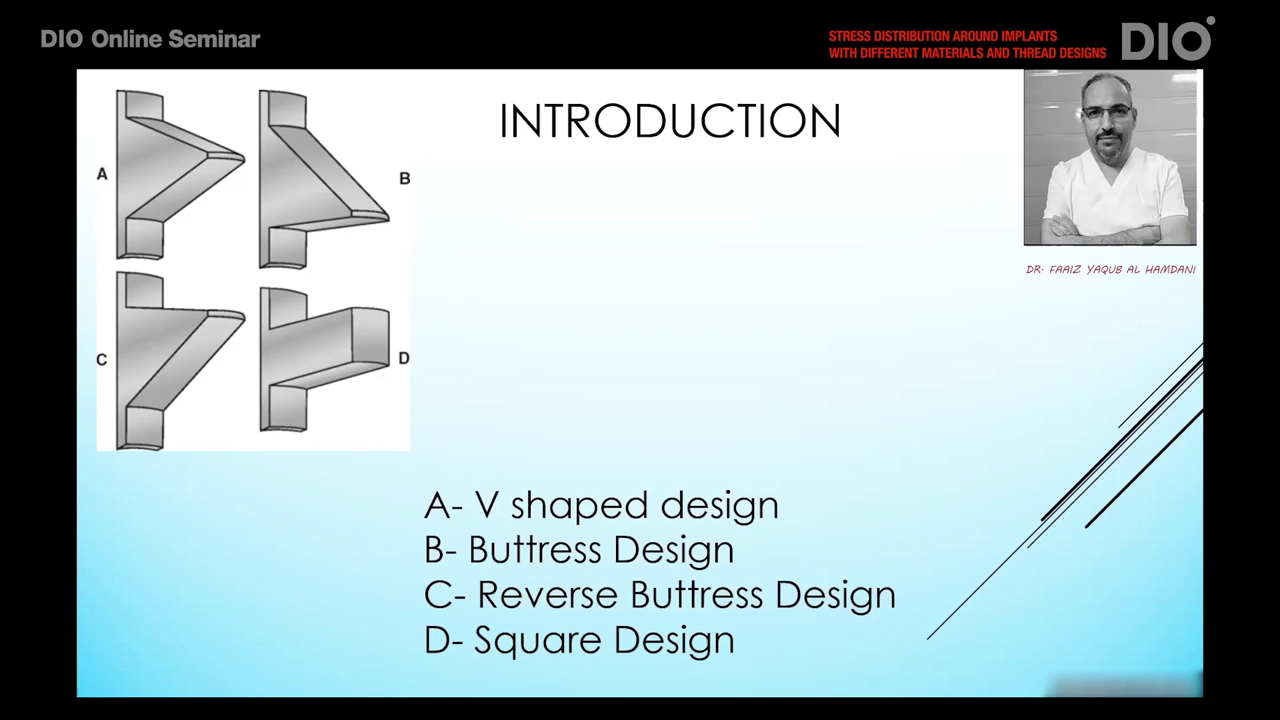 DIO Online Seminar
STRESS DISTRIBUTION AROUND IMPLANTS
WITH DIFFERENT MATERIALS AND THREAD DESIGNS
DIO
INTRODUCTION
A
B
C
D
DR. FAAIZ YAQUB AL HAMDANI
A- V shaped design
B- Buttress Design
C- Reverse Buttress Design
D- Square Design